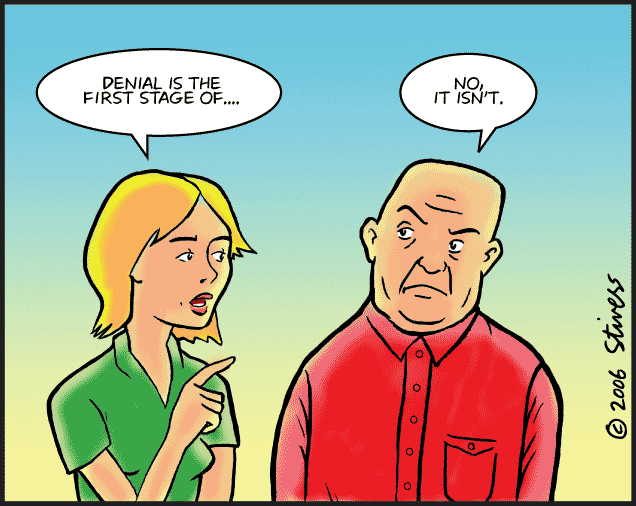 DENIAL IS THE
FIRST STAGE OF....
NO,
IT ISN'T.
© 2006 Stivers